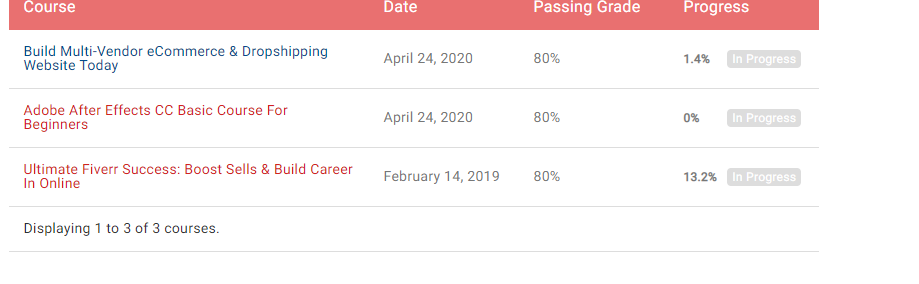 Course Date Passing Grade Progress
Build Multi-Vendor eCommerce & Dropshipping
Website Today
April 24, 2020 80% 1.4% In Progress
Adobe After Effects CC Basic Course For
Beginners
April 24, 2020 80% 0% In Progress
Ultimate Fiverr Success: Boost Sells & Build Career
In Online
February 14, 2019 80% 13.2% In Progress
Displaying 1 to 3 of 3 courses.